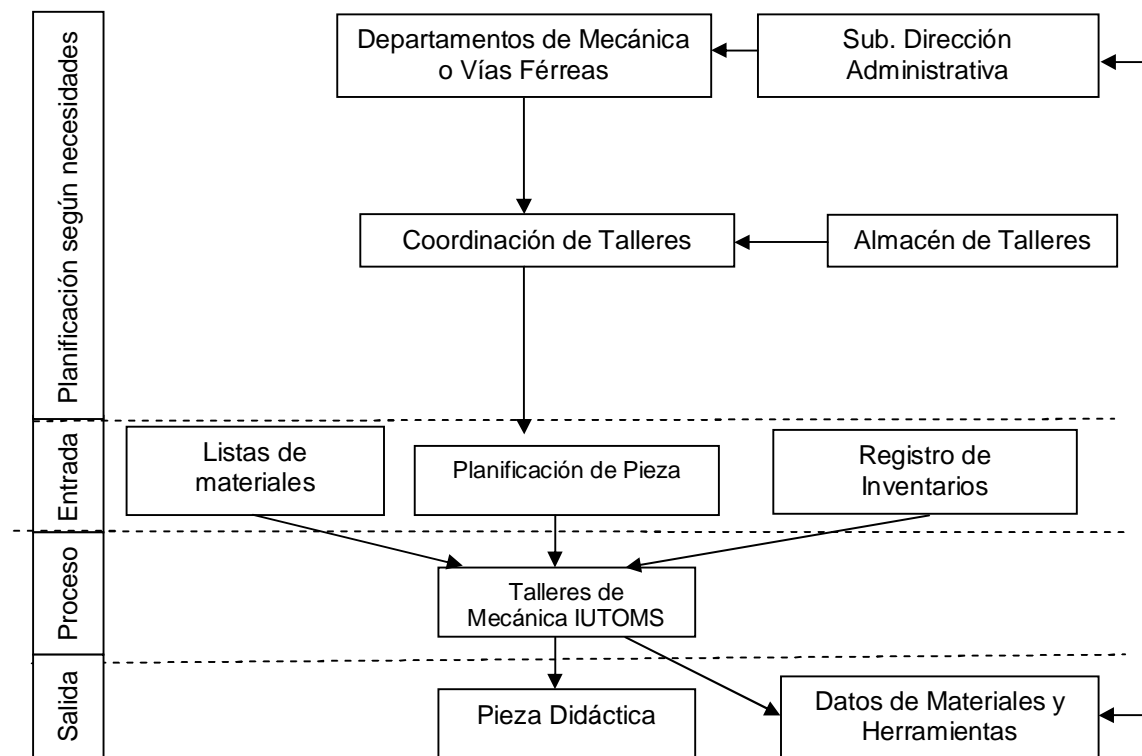 Planificación según necesidades
Departamentos de Mecánica
o Vías Férreas
Sub. Dirección
Administrativa
Coordinación de Talleres
Almacén de Talleres
Entrada
Listas de
materiales
Planificación de Pieza
Registro de
Inventarios
Proceso
Talleres de
Mecánica IUTOMS
Salida
Pieza Didáctica
Datos de Materiales y
Herramientas